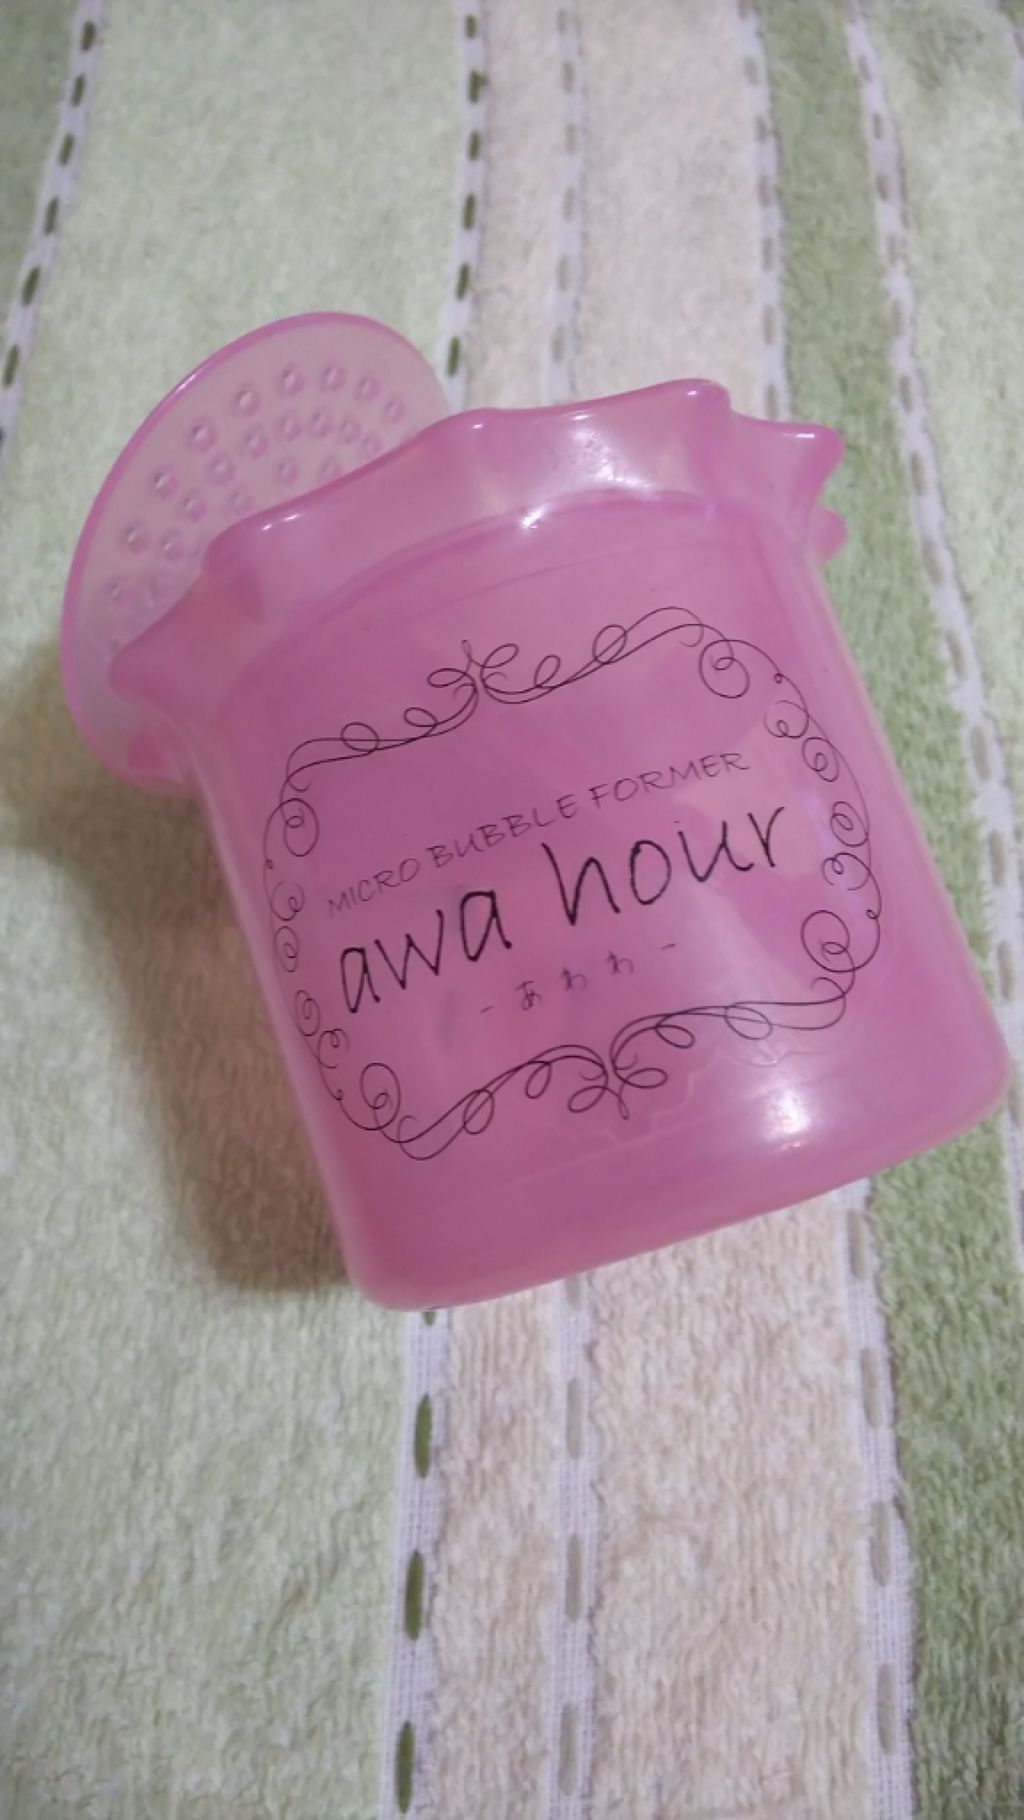 MICRO BUBBLE FORMER
awa hour
- あわわ -